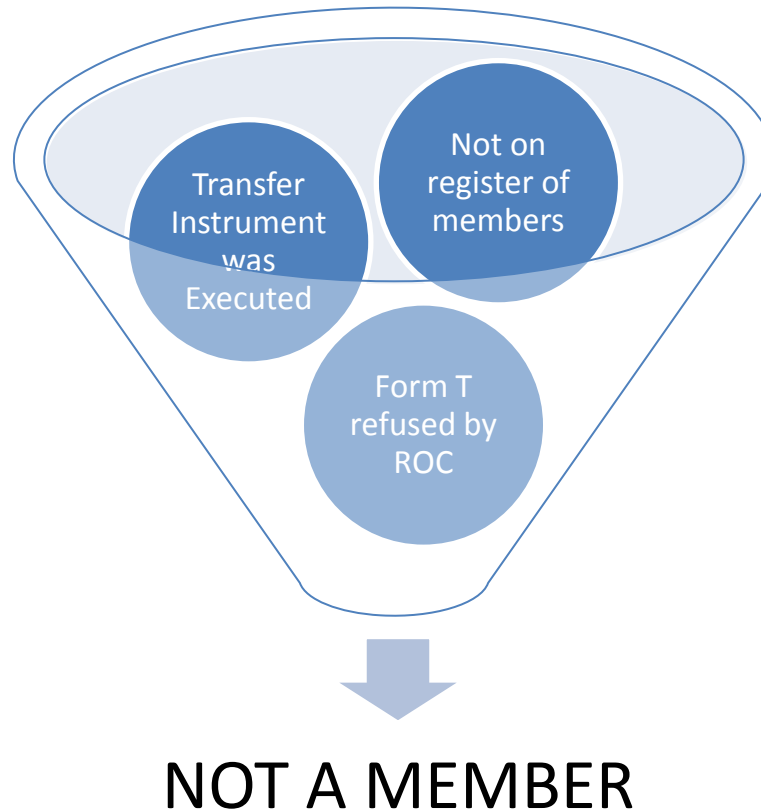 Transfer
Instrument
was
Executed
Not on
register of
members
Form T
refused by
ROC
NOT A MEMBER